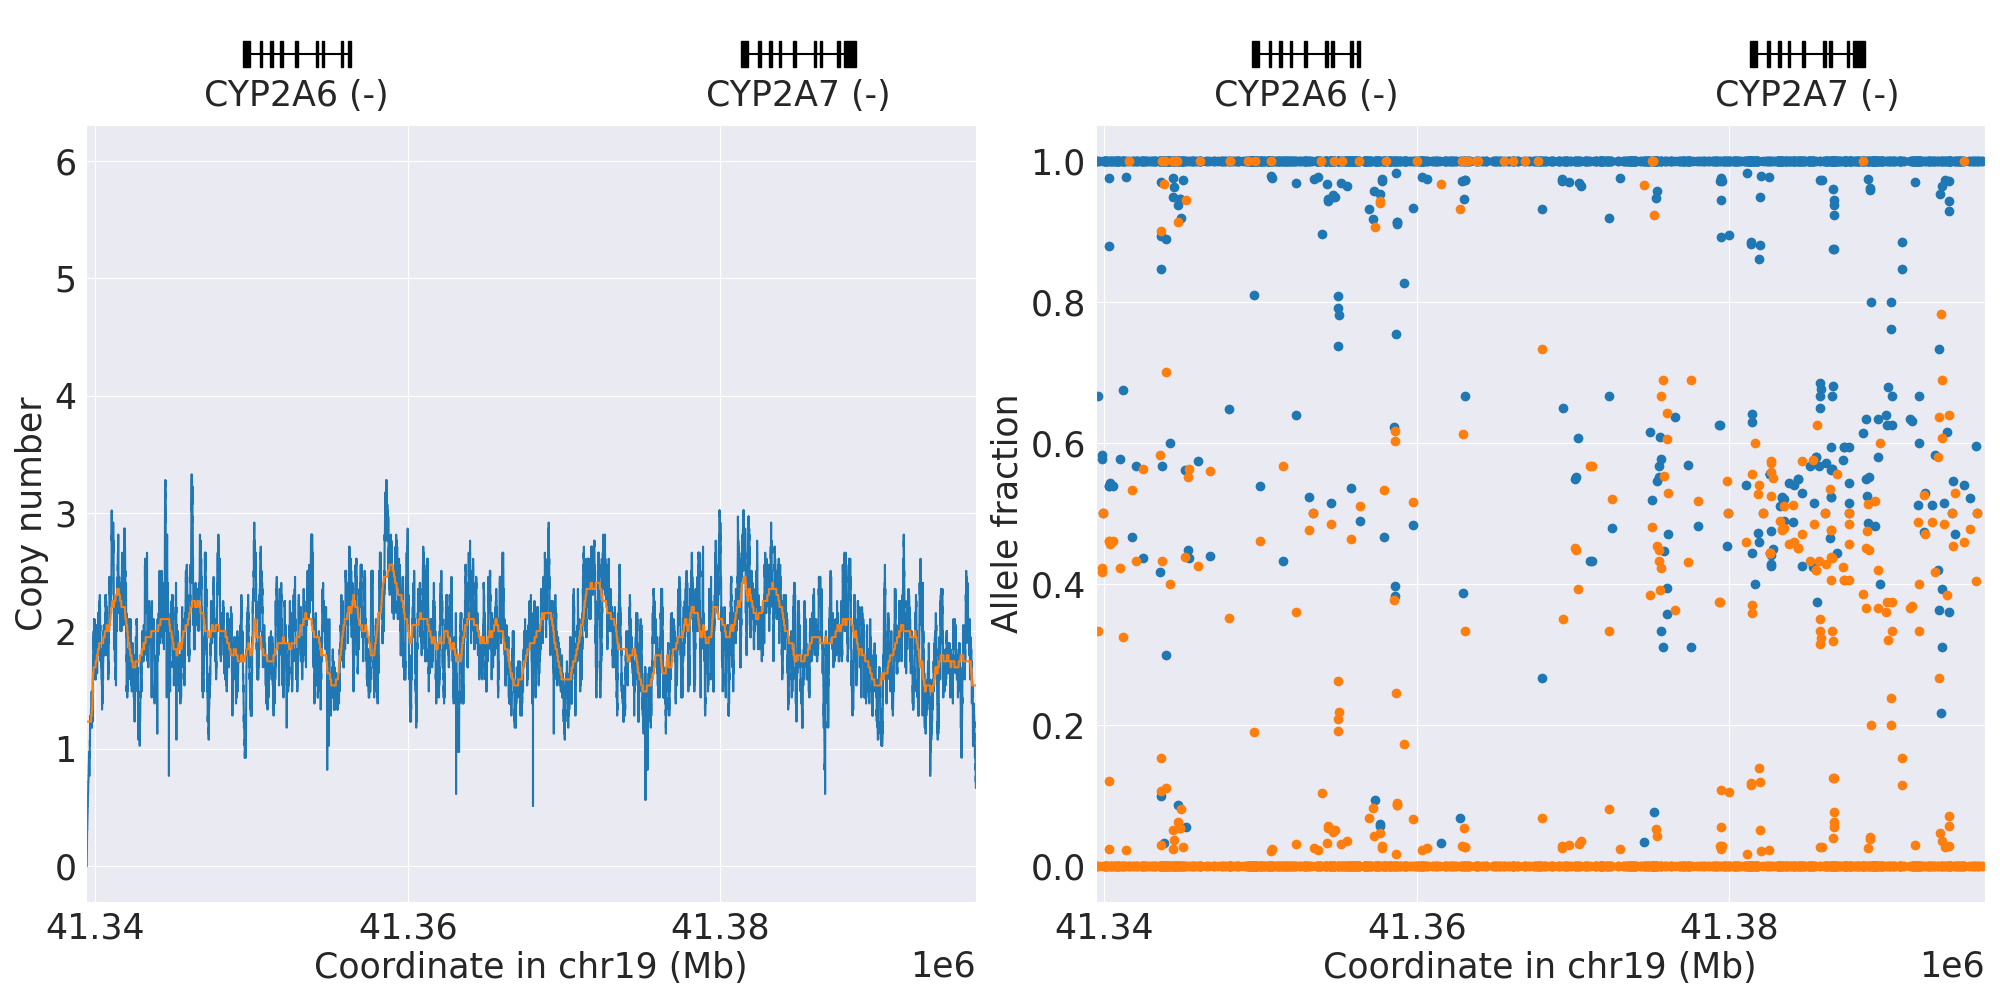 CYP2A6 (-) CYP2A7 (-)
CYP2A6 (-) CYP2A7 (-)
Copy number
6
5
4
3
2
1
0
41.34 41.36 41.38
Coordinate in chr19 (Mb) 1e6
Allele fraction
1.0
0.8
0.6
0.4
0.2
0.0
41.34 41.36 41.38
Coordinate in chr19 (Mb) 1e6